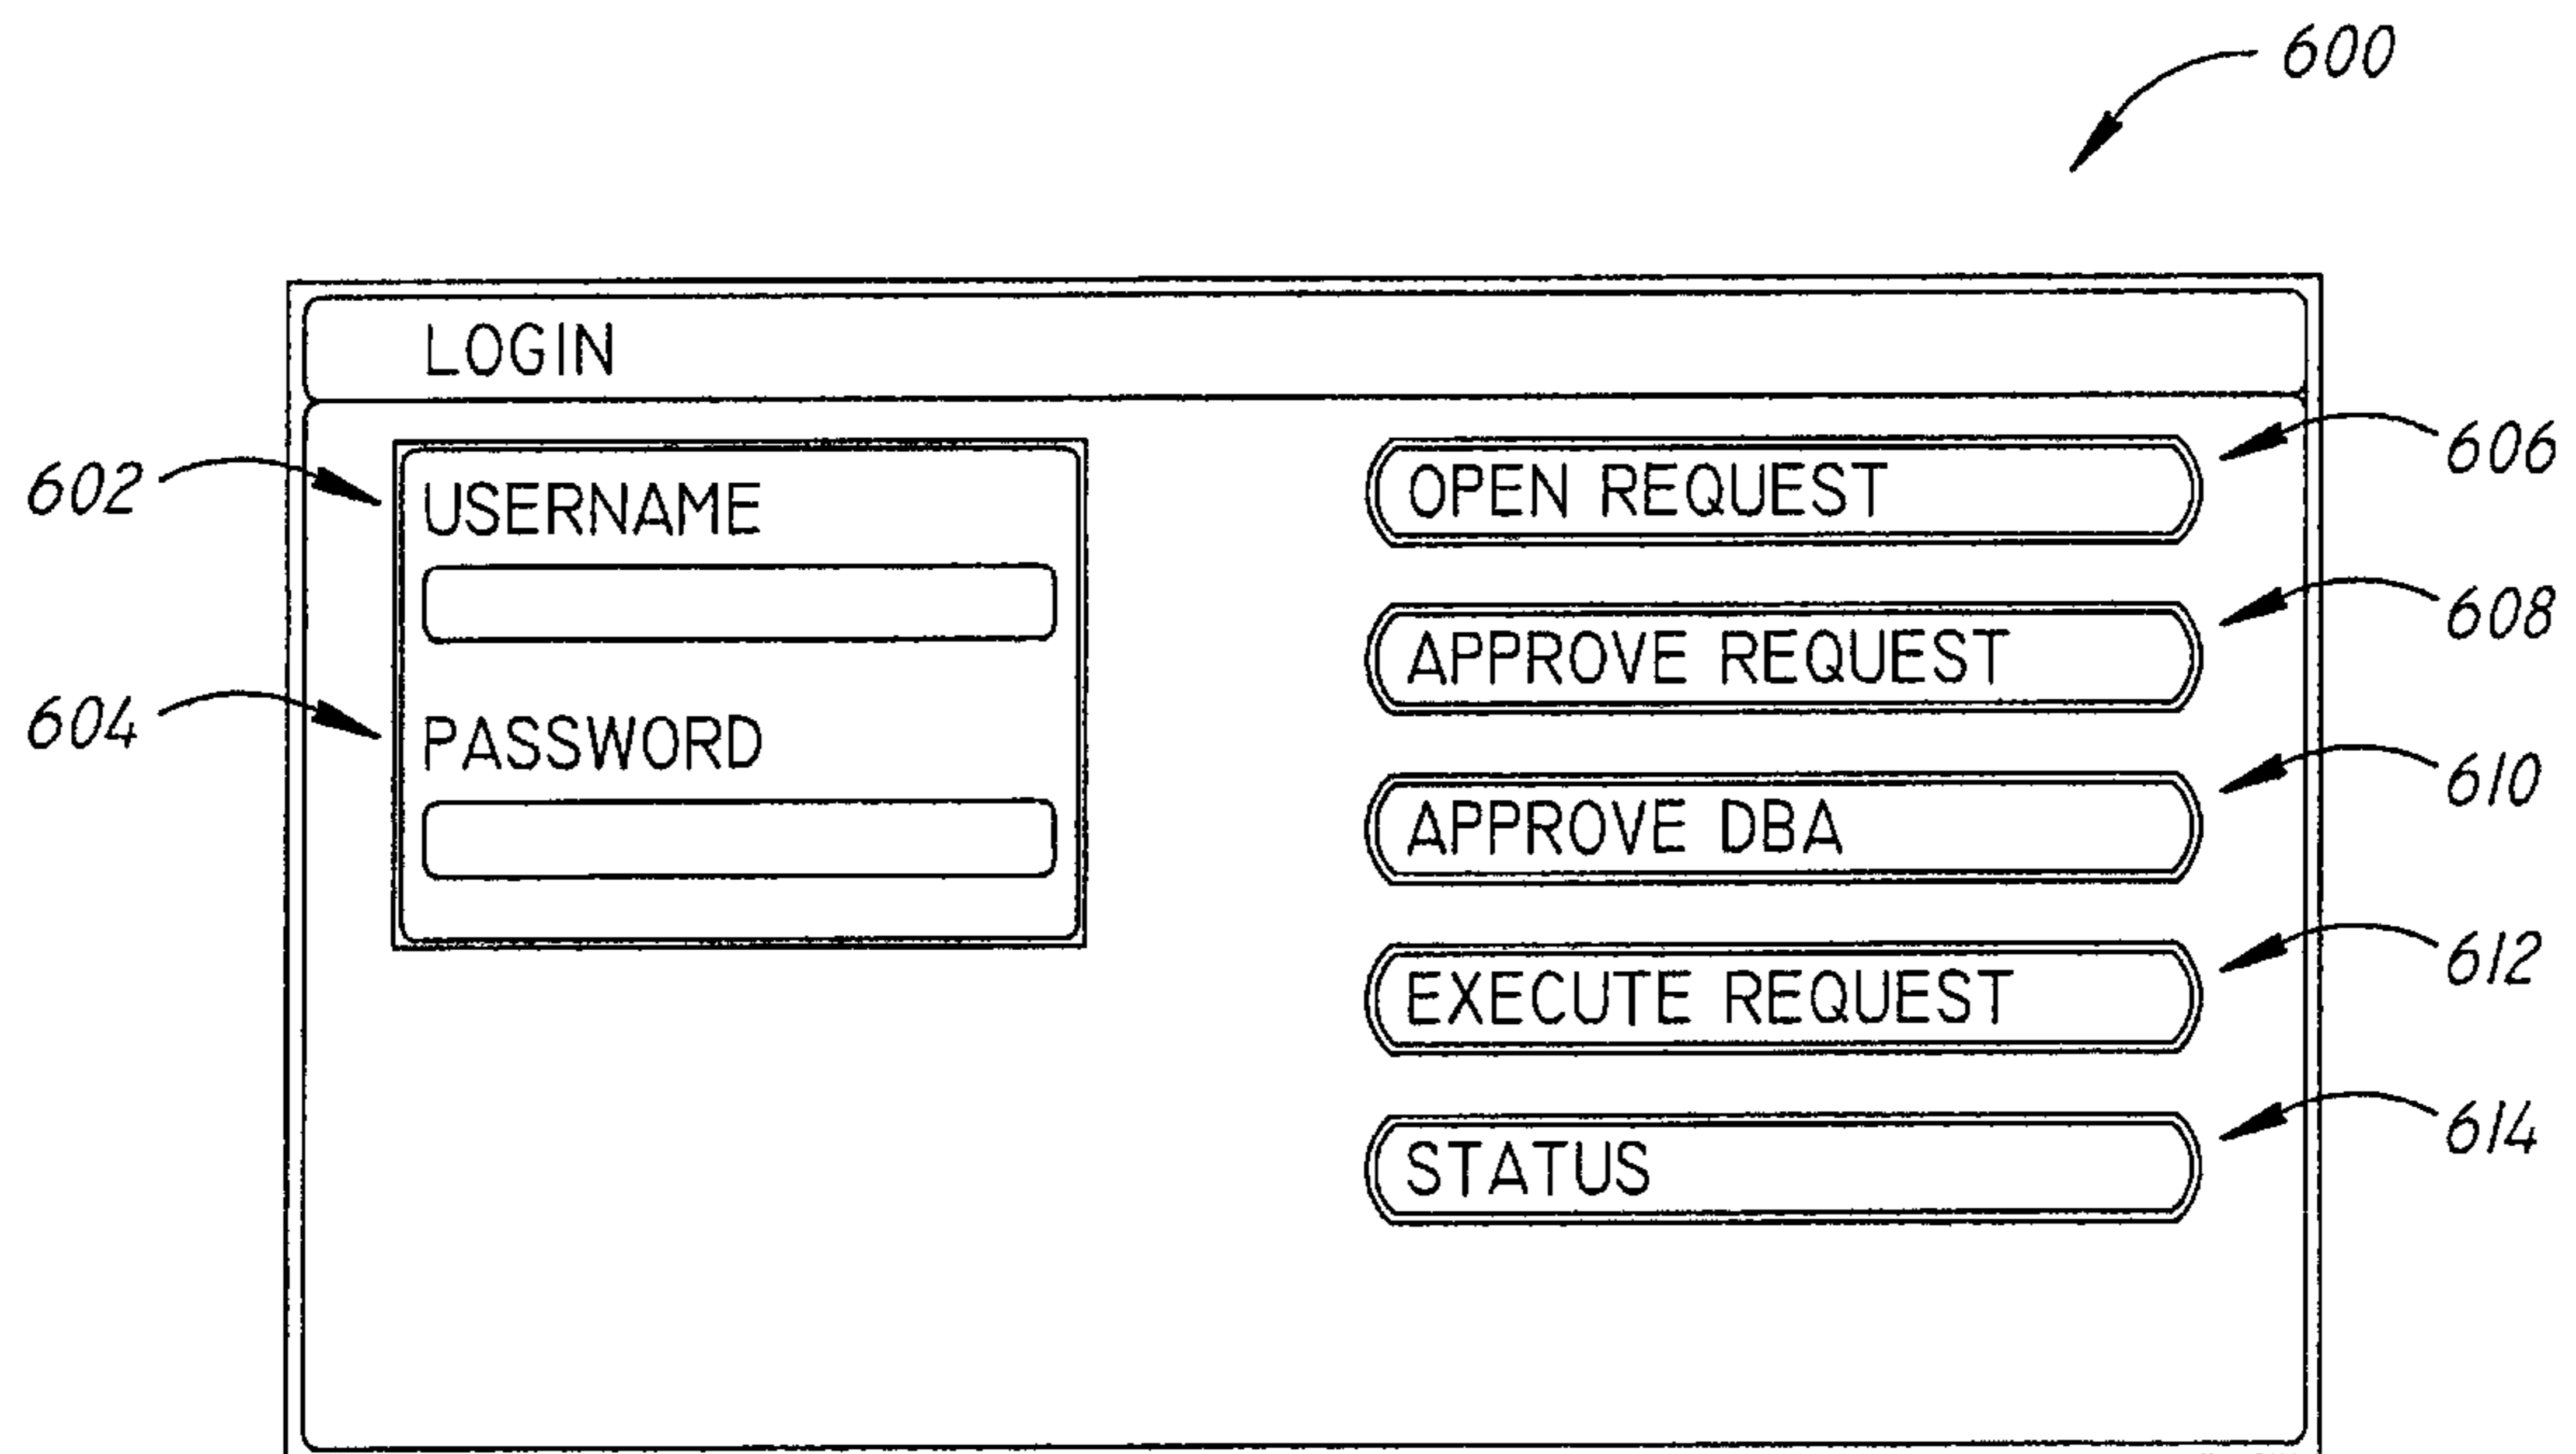 600
LOGIN
602
USERNAME
604
PASSWORD
OPEN REQUEST
606
APPROVE REQUEST
608
APPROVE DBA
610
EXECUTE REQUEST
612
STATUS
614